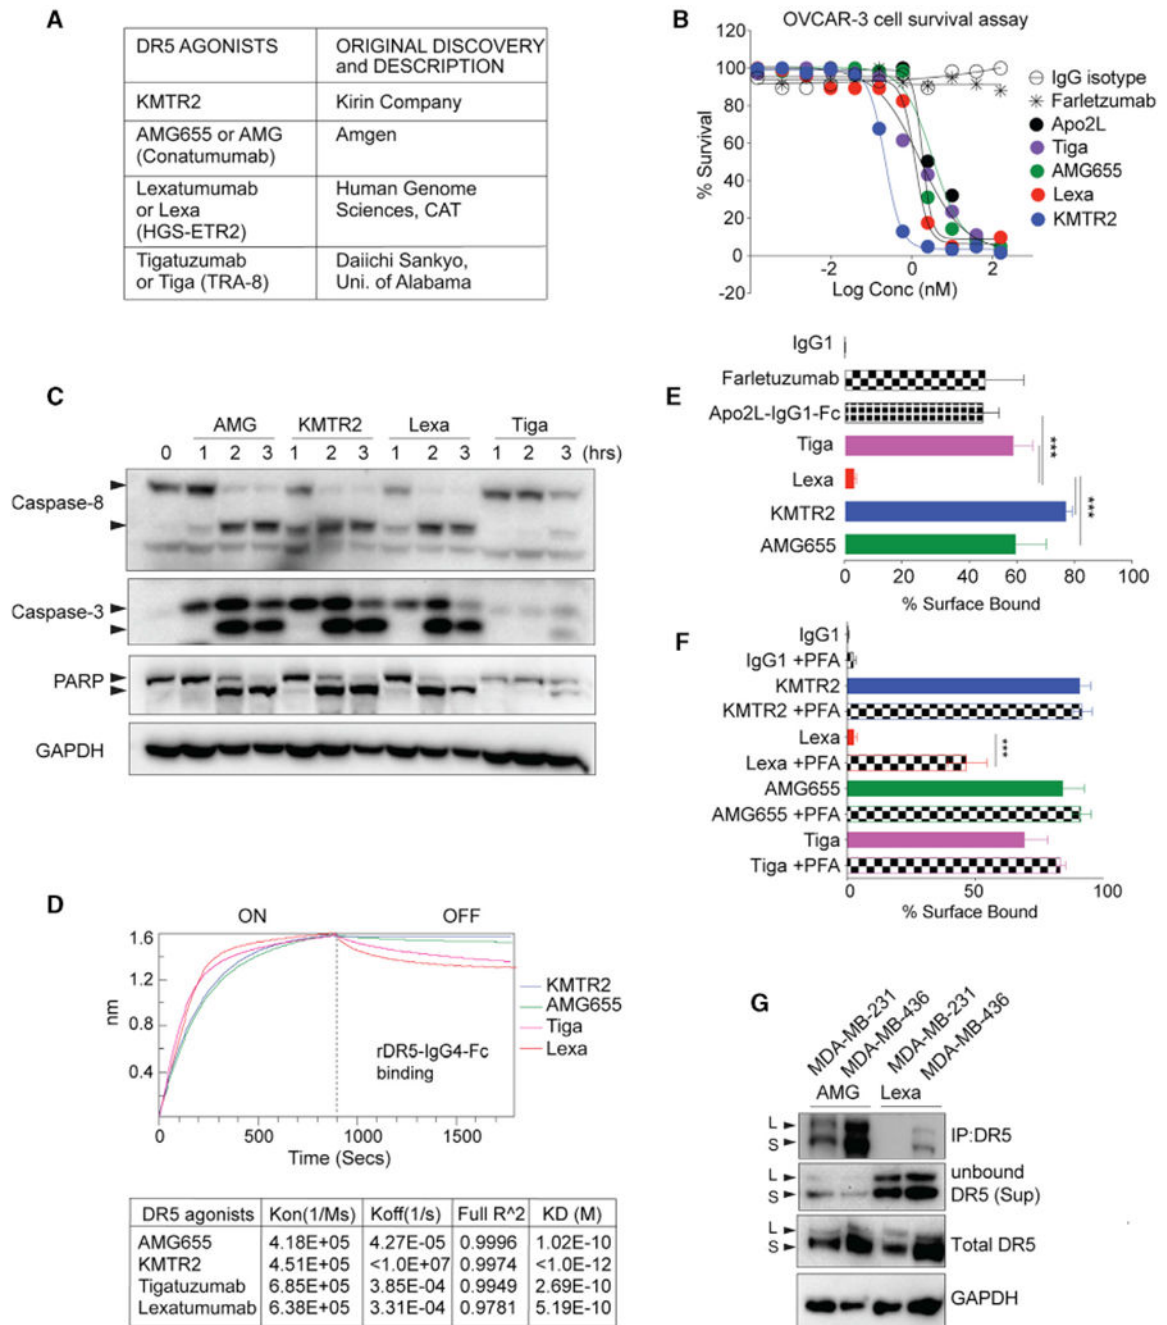 A
DR5 AGONISTS
ORIGINAL DISCOVERY
and DESCRIPTION
KMTR2
Kirin Company
AMG655 or AMG
(Conatumumab)
Amgen
Lexatumumab
or Lexa
(HGS-ETR2)
Human Genome
Sciences, CAT
Tigatuzumab
or Tiga (TRA-8)
Daiichi Sankyo,
Uni. of Alabama
B
OVCAR-3 cell survival assay
% Survival
120
100
80
60
40
20
0
-20
-2
0
2
Log Conc (nM)
IgG isotype
Farletzumab
Apo2L
Tiga
AMG655
Lexa
KMTR2
C
AMG KMTR2 Lexa Tiga
0 1 2 3 1 2 3 1 2 3 1 2 3 (hrs)
Caspase-8
Caspase-3
PARP
GAPDH
D
ON OFF
nm
1.6
1.2
0.8
0.4
0 500 1000 1500
Time (Secs)
rDR5-IgG4-Fc
binding
KMTR2
AMG655
Tiga
Lexa
DR5 agonists Kon(1/Ms) Koff(1/s) Full R^2 KD (M)
AMG655 4.18E+05 4.27E-05 0.9996 1.02E-10
KMTR2 4.51E+05 <1.0E+07 0.9974 <1.0E-12
Tigatuzumab 6.85E+05 3.85E-04 0.9949 2.69E-10
Lexatumumab 6.38E+05 3.31E-04 0.9781 5.19E-10
E
IgG1
Farletuzumab
Apo2L-IgG1-Fc
Tiga
Lexa
KMTR2
AMG655
***
***
0 20 40 60 80 100
% Surface Bound
F
IgG1
IgG1 +PFA
KMTR2
KMTR2 +PFA
Lexa
Lexa +PFA
AMG655
AMG655 +PFA
Tiga
Tiga +PFA
***
0 50 100
% Surface Bound
G
MDA-MB-231
MDA-MB-436
MDA-MB-231
MDA-MB-436
AMG Lexa
L
S
IP:DR5
L
S
unbound
DR5 (Sup)
L
S
Total DR5
GAPDH